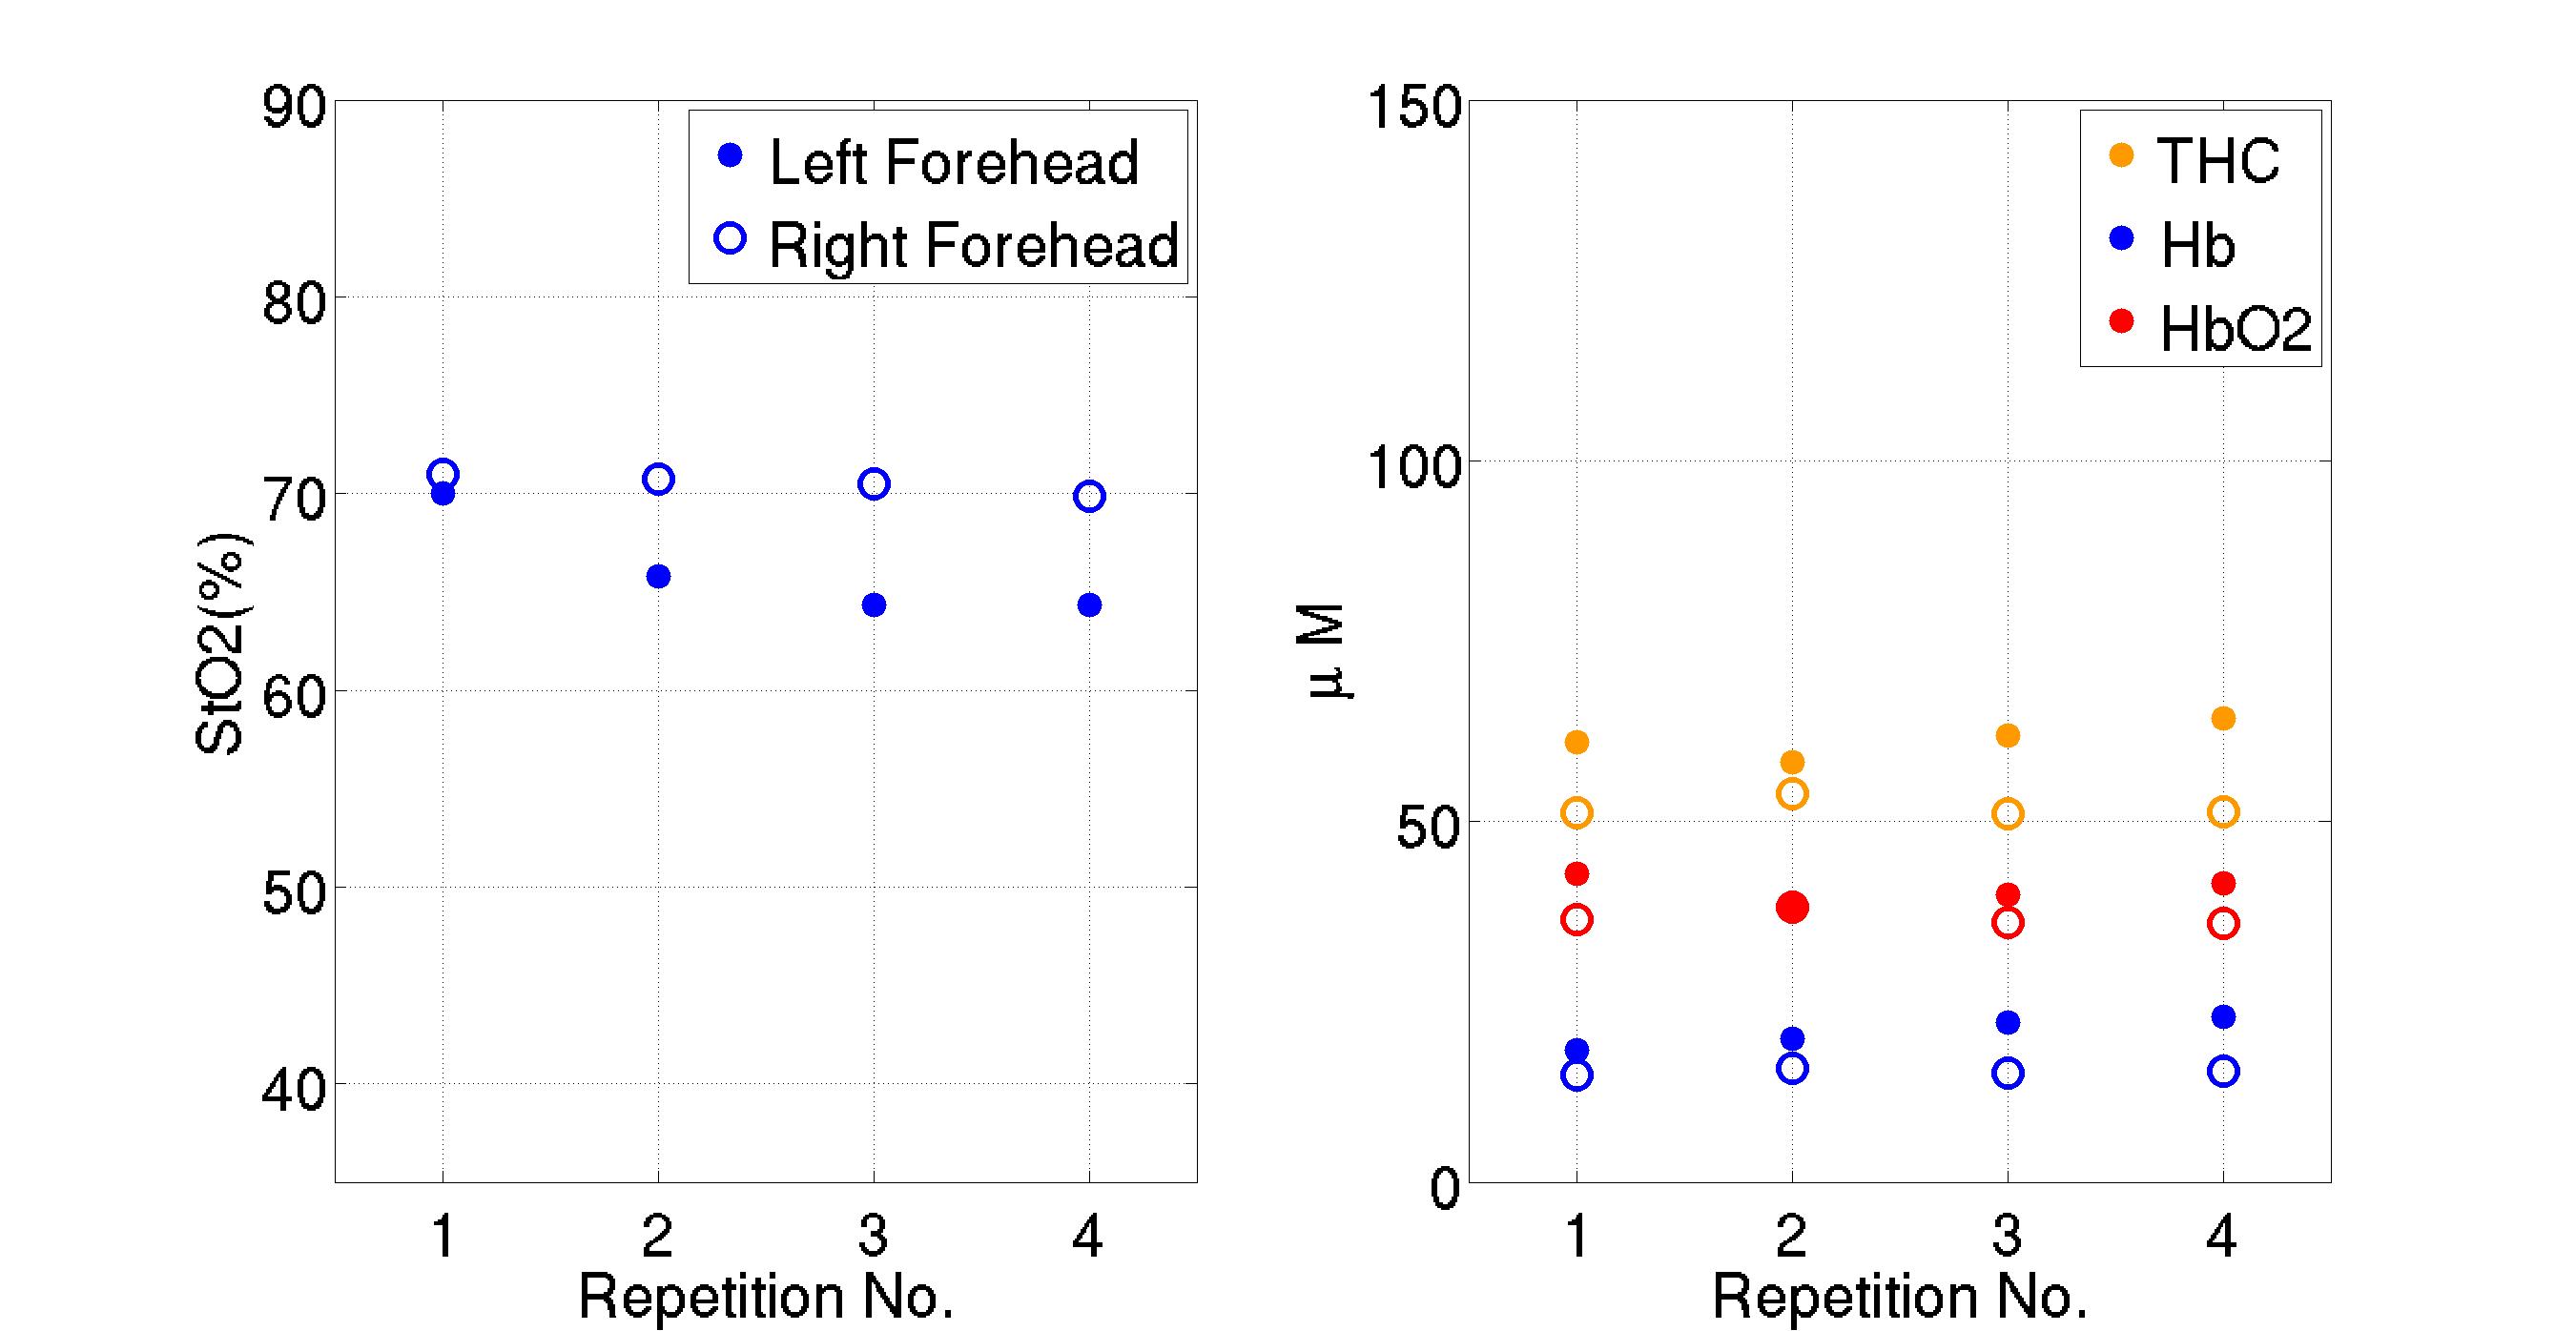 90
80
70
60
50
40
StO2(%)
1 2 3 4
Repetition No.
Left Forehead
Right Forehead
150
100
50
0
μ M
1 2 3 4
Repetition No.
THC
Hb
HbO2